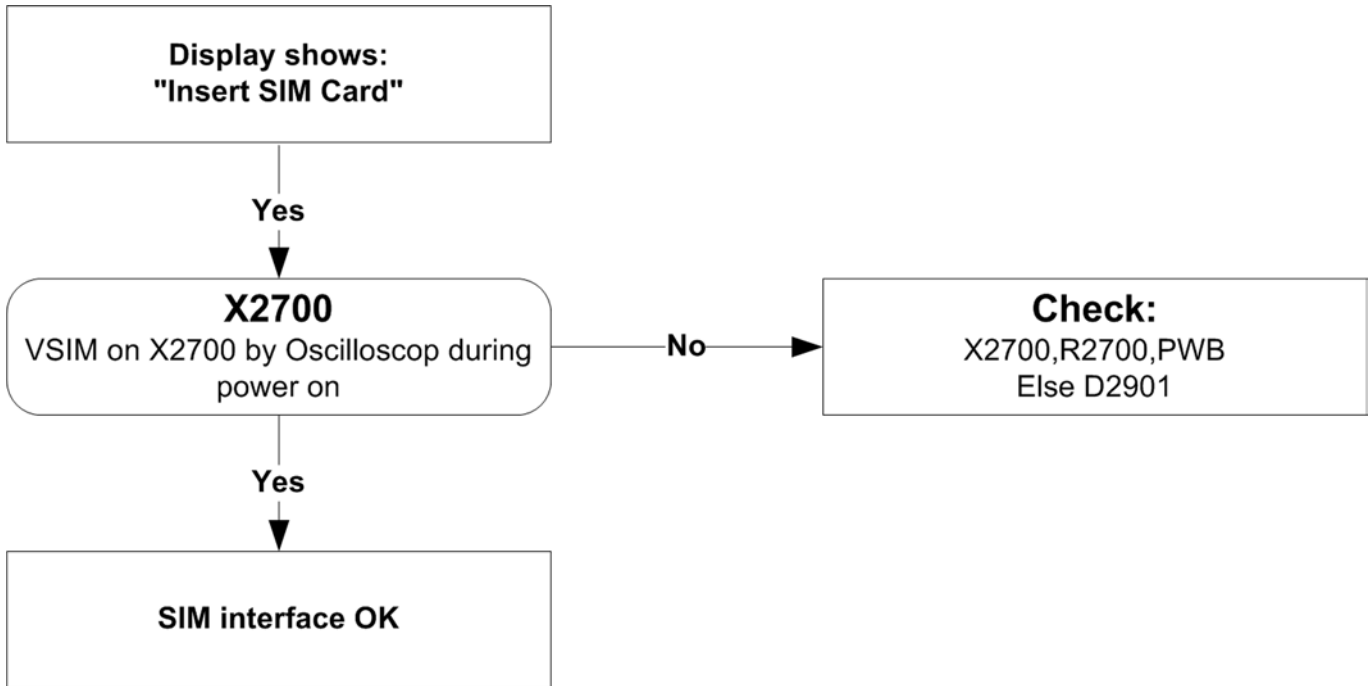 Display shows:
"Insert SIM Card"
Yes
X2700
VSIM on X2700 by Oscilloscop during
power on
No
Check:
X2700,R2700,PWB
Else D2901
Yes
SIM interface OK